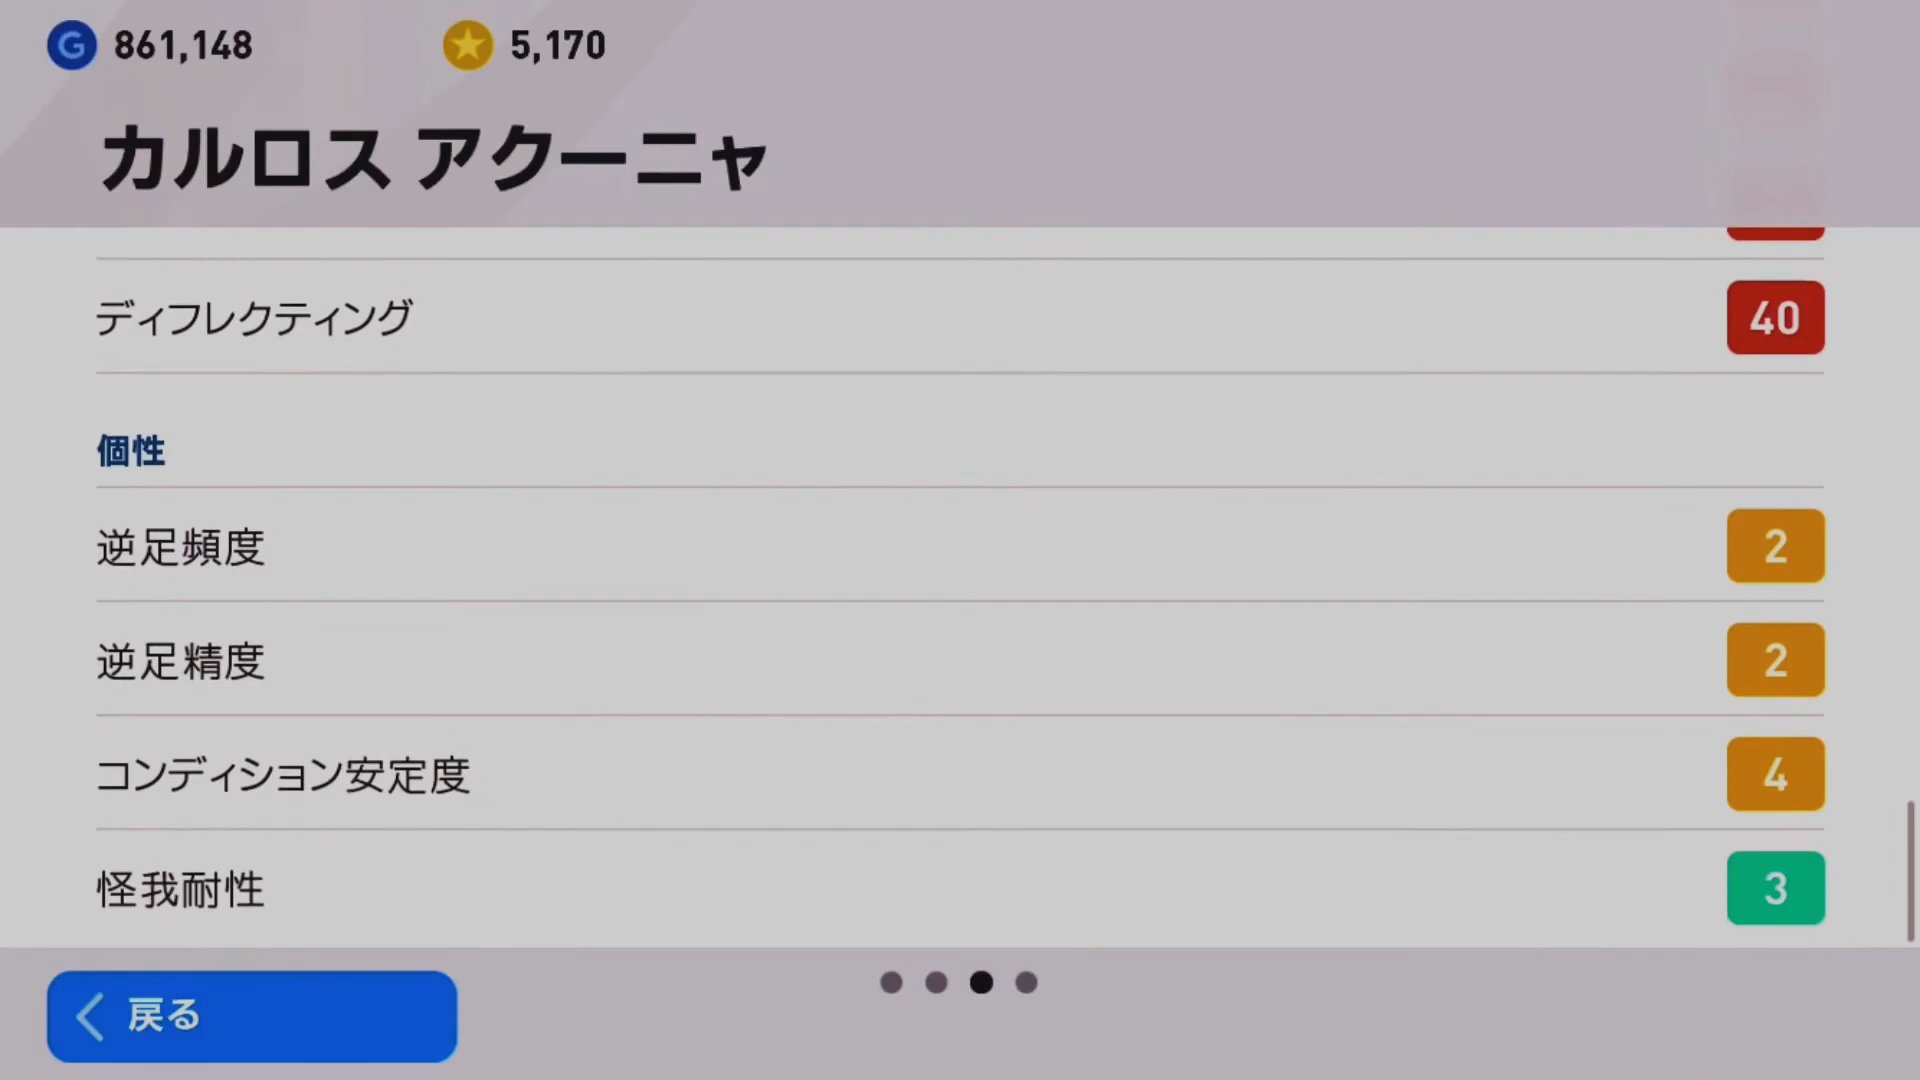 G 861,148 5,170
カルロス アクーニャ
ディフレクティング 40
個性
逆足頻度 2
逆足精度 2
コンディション安定度 4
怪我耐性 3
戻る